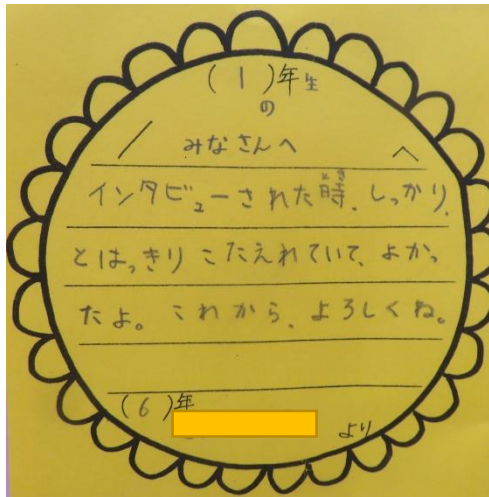 (1)年生
の
/ みなさんへ へ
インタビューされた時、しっかり、
とはっきりこたえれていて、よかっ
たよ。これから、よろしくね。
(6)年
より